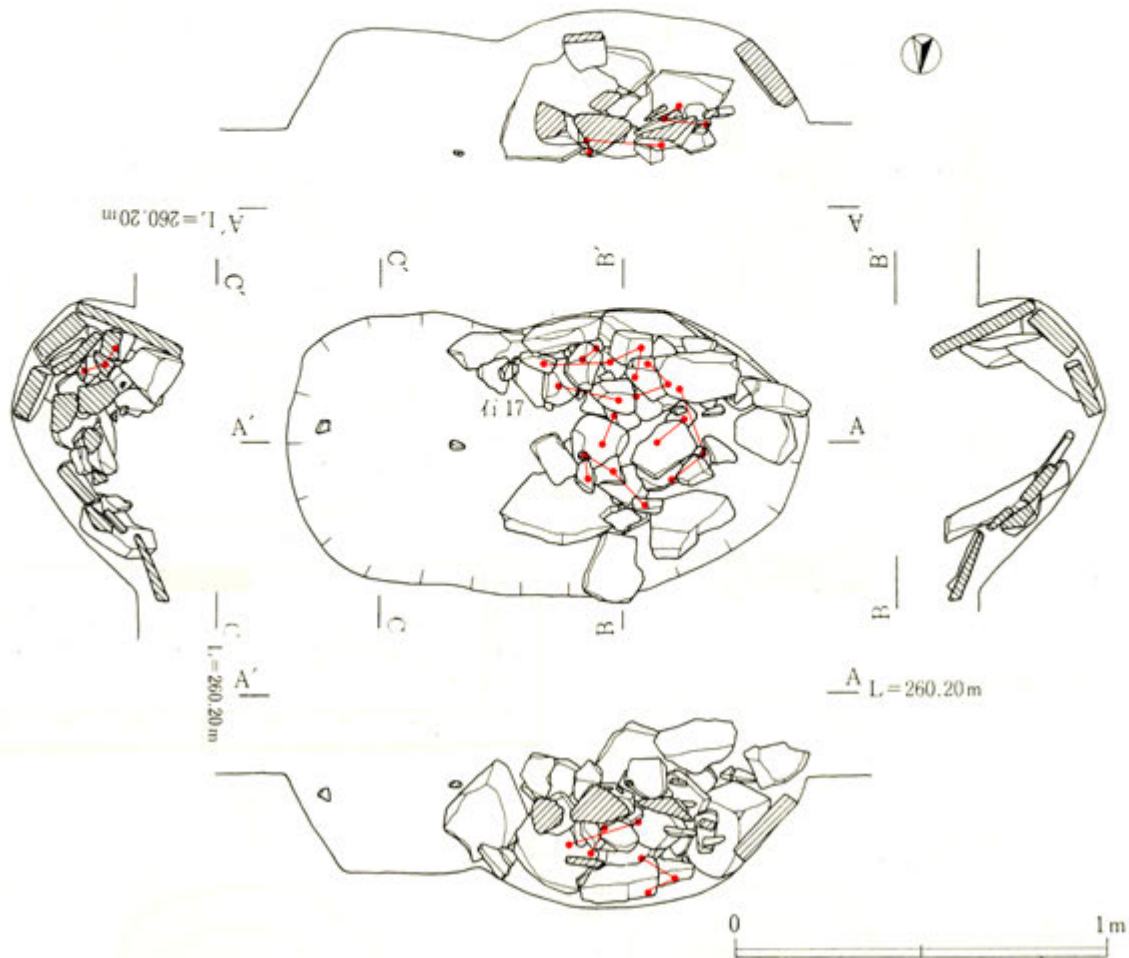 A′ L=260.20m
A
C′
C′
B′
B′
石17
A′
A
C
C
B
B
L=260.20m
A′
A L=260.20m
0 1m